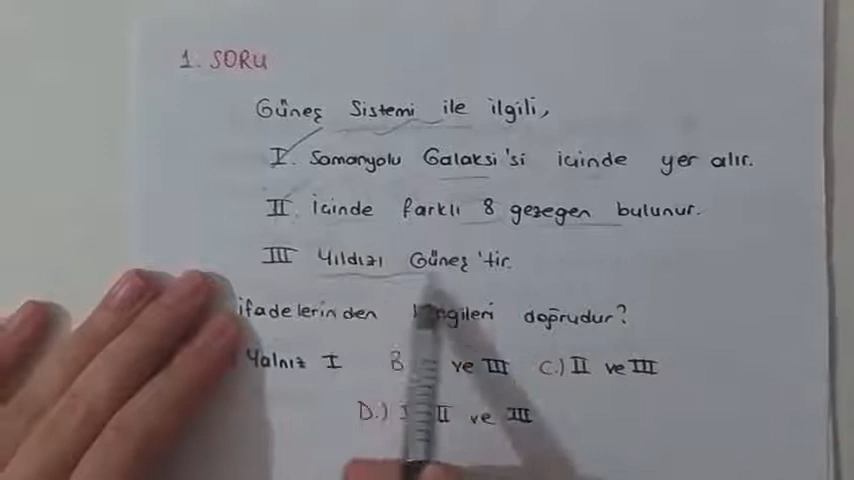 1. SORU
Güneş Sistemi ile ilgili,
I. Samanyolu Galaksi'si içinde yer alır.
II. İçinde farklı 8 gezegen bulunur.
III Yıldızı Güneş'tir.
ifadelerinden doğrudur?
Yalnız I B ve III C.) II ve III
D.) II ve III